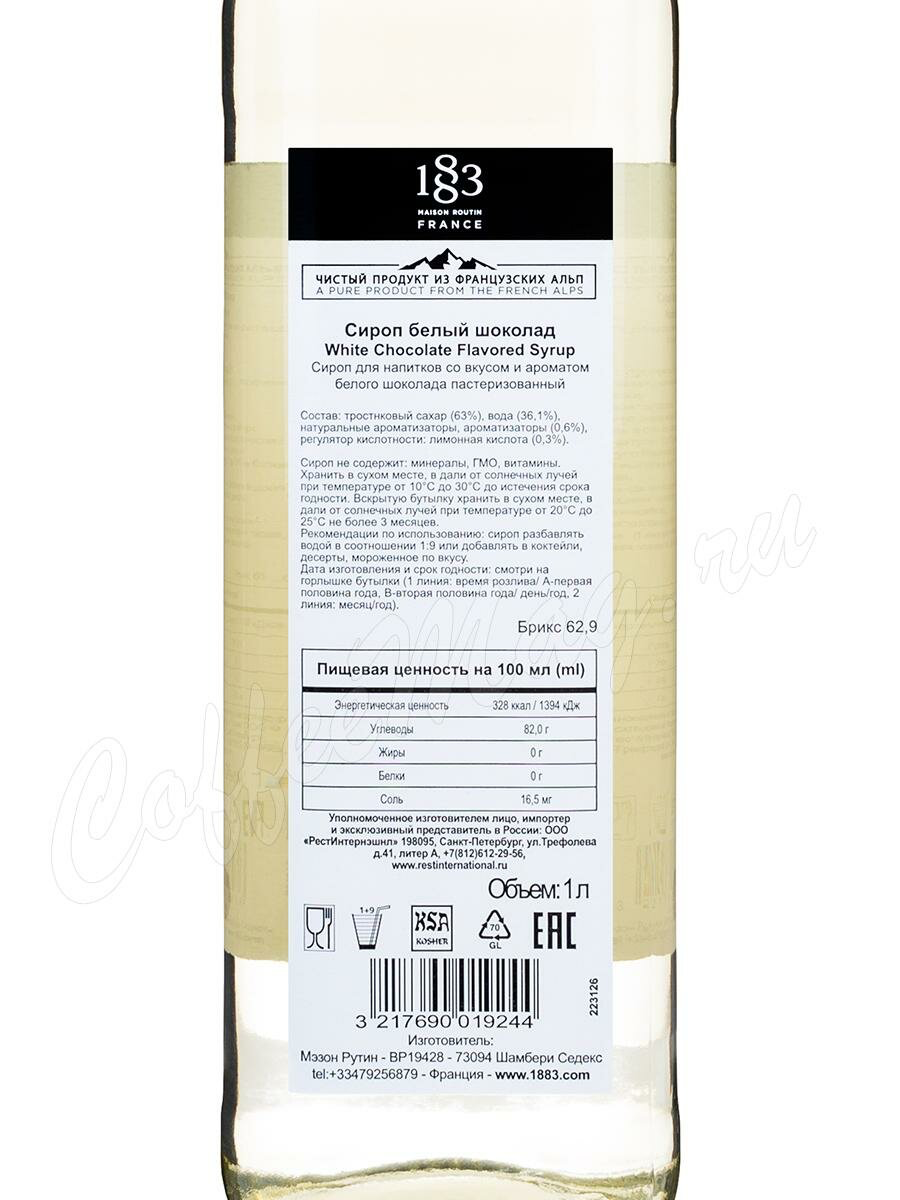 1883
MAISON ROUTIN
FRANCE
ЧИСТЫЙ ПРОДУКТ ИЗ ФРАНЦУЗСКИХ АЛЬП
A PURE PRODUCT FROM THE FRENCH ALPS
Сироп белый шоколад
White Chocolate Flavored Syrup
Сироп для напитков со вкусом и ароматом
белого шоколада пастеризованный
Состав: тростнковый сахар (63%), вода (36,1%),
натуральные ароматизаторы, ароматизаторы (0,6%),
регулятор кислотности: лимонная кислота (0,3%).
Сироп не содержит: минералы, ГМО, витамины.
Хранить в сухом месте, в дали от солнечных лучей
при температуре от 10°С до 30°С до истечения срока
годности. Вскрытую бутылку хранить в сухом месте, в
дали от солнечных лучей при температуре от 20°С до
25°С не более 3 месяцев.
Рекомендации по использованию: сироп разбавлять
водой в соотношении 1:9 или добавлять в коктейли,
десерты, мороженное по вкусу.
Дата изготовления и срок годности: смотри на
горлышке бутылки (1 линия: время розлива/ А-первая
половина года, В-вторая половина года/ день/год, 2
линия: месяц/год).
Брикс 62,9
Пищевая ценность на 100 мл (ml)
Энергетическая ценность 328 ккал / 1394 кДж
Углеводы 82,0 г
Жиры 0 г
Белки 0 г
Соль 16,5 мг
Уполномоченное изготовителем лицо, импортер
и эксклюзивный представитель в России: ООО
«РестИнтернэшнл» 198095, Санкт-Петербург, ул.Трефолева
д.41, литер А, +7(812)612-29-56,
www.restinternational.ru
Объем: 1 л
1+9
KSA
KOSHER
70
GL
EAC
223126
3 217690 019244
Изготовитель:
Мэзон Рутин - BP19428 - 73094 Шамбери Седекс
tel:+33479256879 - Франция - www.1883.com
CoffeeMag.ru